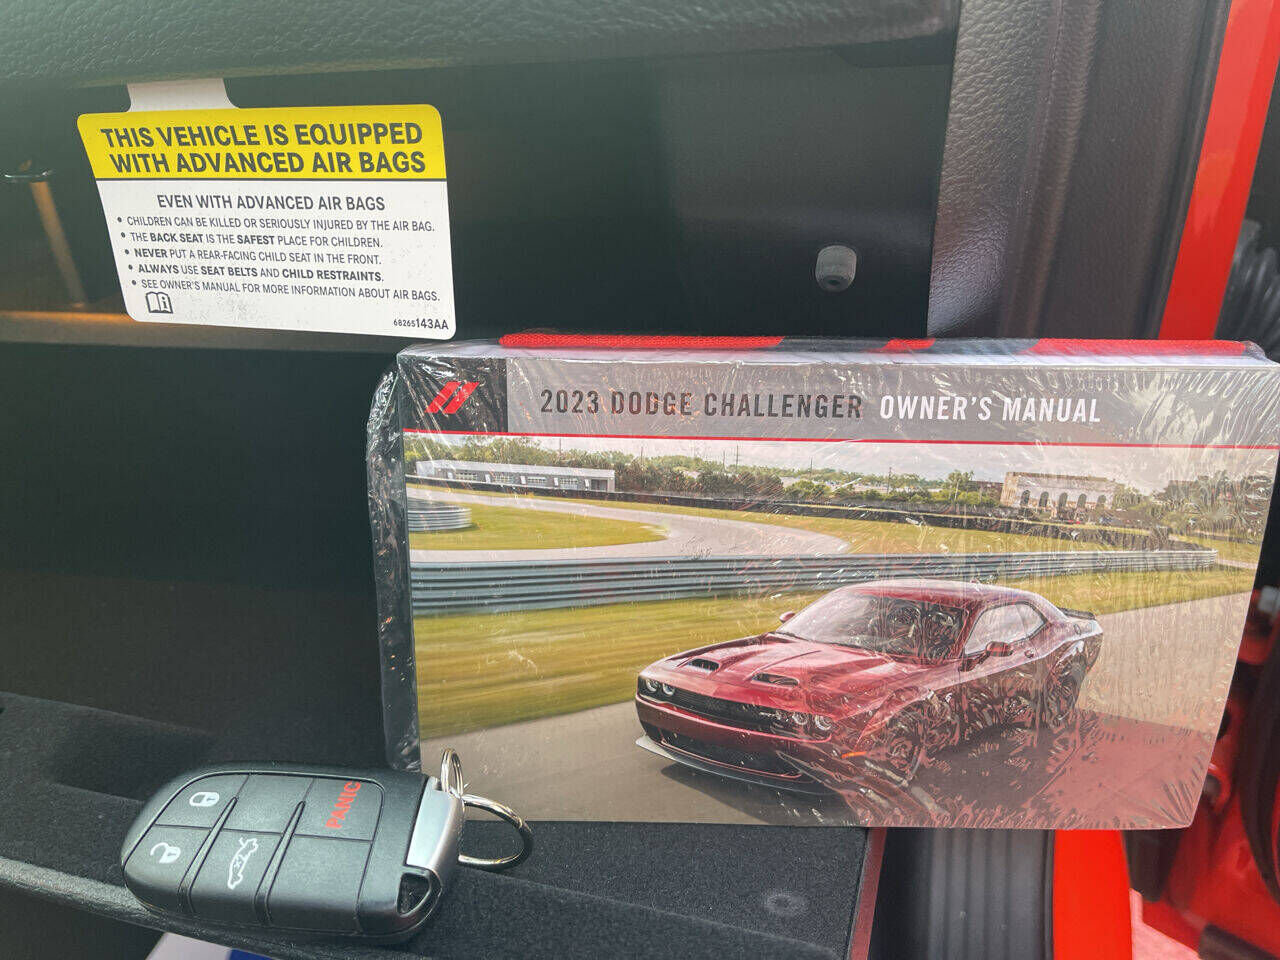 THIS VEHICLE IS EQUIPPED
WITH ADVANCED AIR BAGS
EVEN WITH ADVANCED AIR BAGS
• CHILDREN CAN BE KILLED OR SERIOUSLY INJURED BY THE AIR BAG.
• THE BACK SEAT IS THE SAFEST PLACE FOR CHILDREN.
• NEVER PUT A REAR-FACING CHILD SEAT IN THE FRONT.
• ALWAYS USE SEAT BELTS AND CHILD RESTRAINTS.
• SEE OWNER'S MANUAL FOR MORE INFORMATION ABOUT AIR BAGS.
68265143AA
2023 DODGE CHALLENGER OWNER'S MANUAL
PANIC